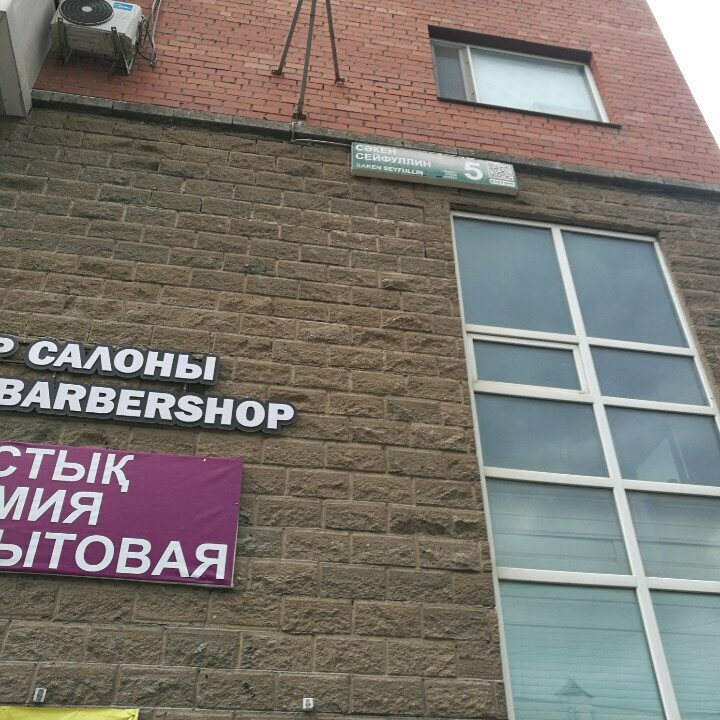 СӘКЕН
СЕЙФУЛЛИН
SAKEN SEYFULLIN
5
Р САЛОНЫ
BARBERSHOP
СТЫҚ
МИЯ
ЫТОВАЯ